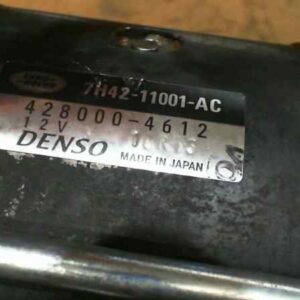 7H42-11001-AC
428000-4612
12V
DENSO
MADE IN JAPAN